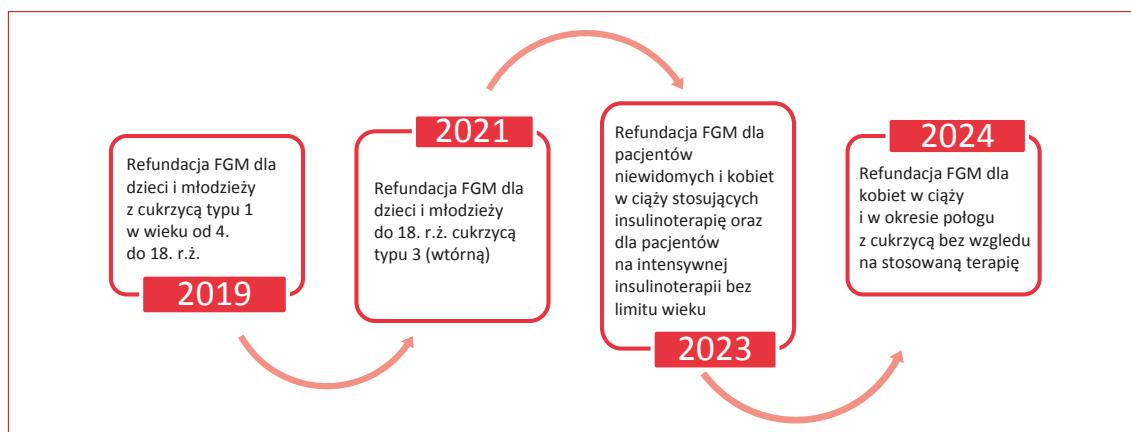 Refundacja FGM dla
dzieci i młodzieży
z cukrzycą typu 1
w wieku od 4.
do 18. r.ż.
2019
2021
Refundacja FGM dla
dzieci i młodzieży
do 18. r.ż. cukrzycą
typu 3 (wtórną)
Refundacja FGM dla
pacjentów
niewidomych i kobiet
w ciąży stosujących
insulinoterapię oraz
dla pacjentów
na intensywnej
insulinoterapii bez
limitu wieku
2023
2024
Refundacja FGM dla
kobiet w ciąży
i w okresie połogu
z cukrzycą bez wzgledu
na stosowaną terapię